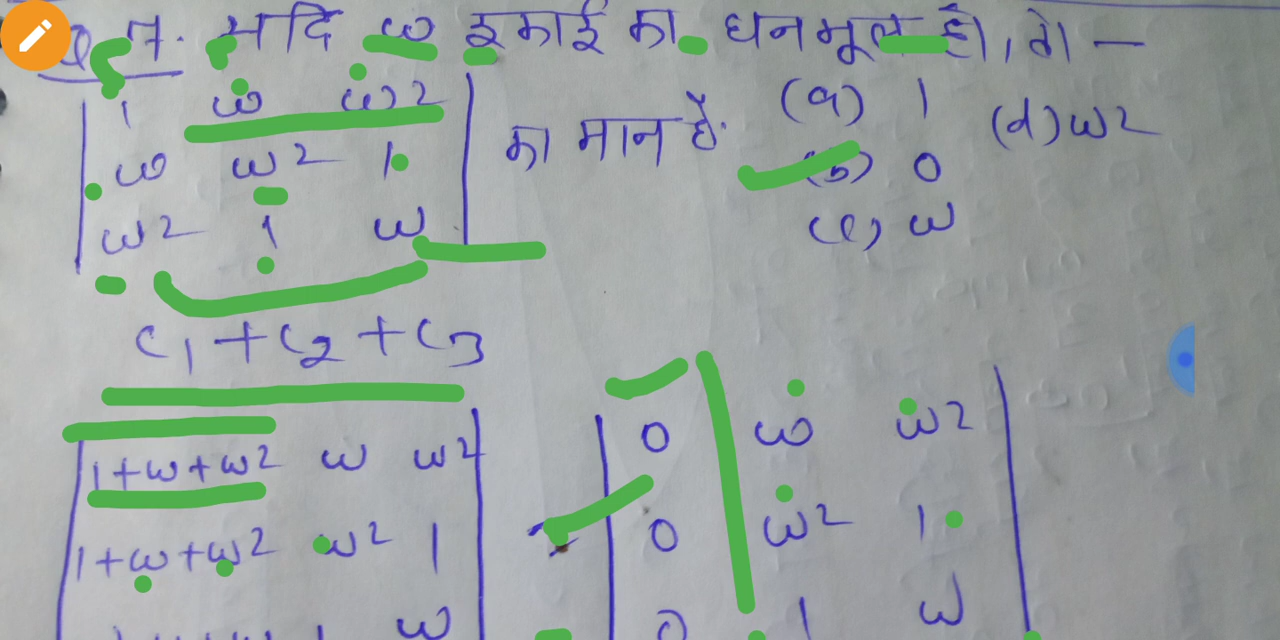 Q 7. यदि ω इकाई का घनमूल हो, तो —
| 1 ω ω2 |
| ω ω2 1 | का मान है.
| ω2 1 ω |
(a) 1 (d) ω2
(b) 0
(c) ω
C1 + C2 + C3
| 1+ω+ω2 ω ω2 | | 0 ω ω2 |
| 1+ω+ω2 ω2 1 | = | 0 ω2 1 |
ω | 0 1 ω |